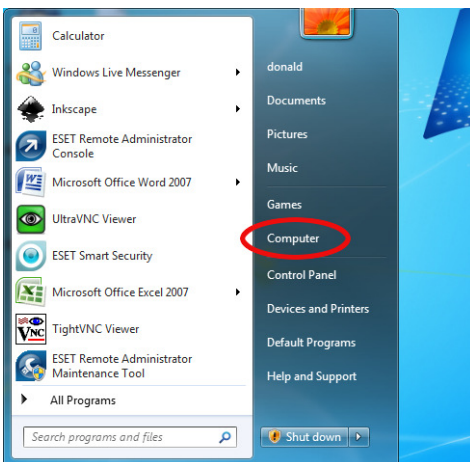 Calculator
Windows Live Messenger
Inkscape
ESET Remote Administrator
Console
Microsoft Office Word 2007
UltraVNC Viewer
ESET Smart Security
Microsoft Office Excel 2007
VNC
TightVNC Viewer
ESET Remote Administrator
Maintenance Tool
All Programs
Search programs and files
donald
Documents
Pictures
Music
Games
Computer
Control Panel
Devices and Printers
Default Programs
Help and Support
Shut down